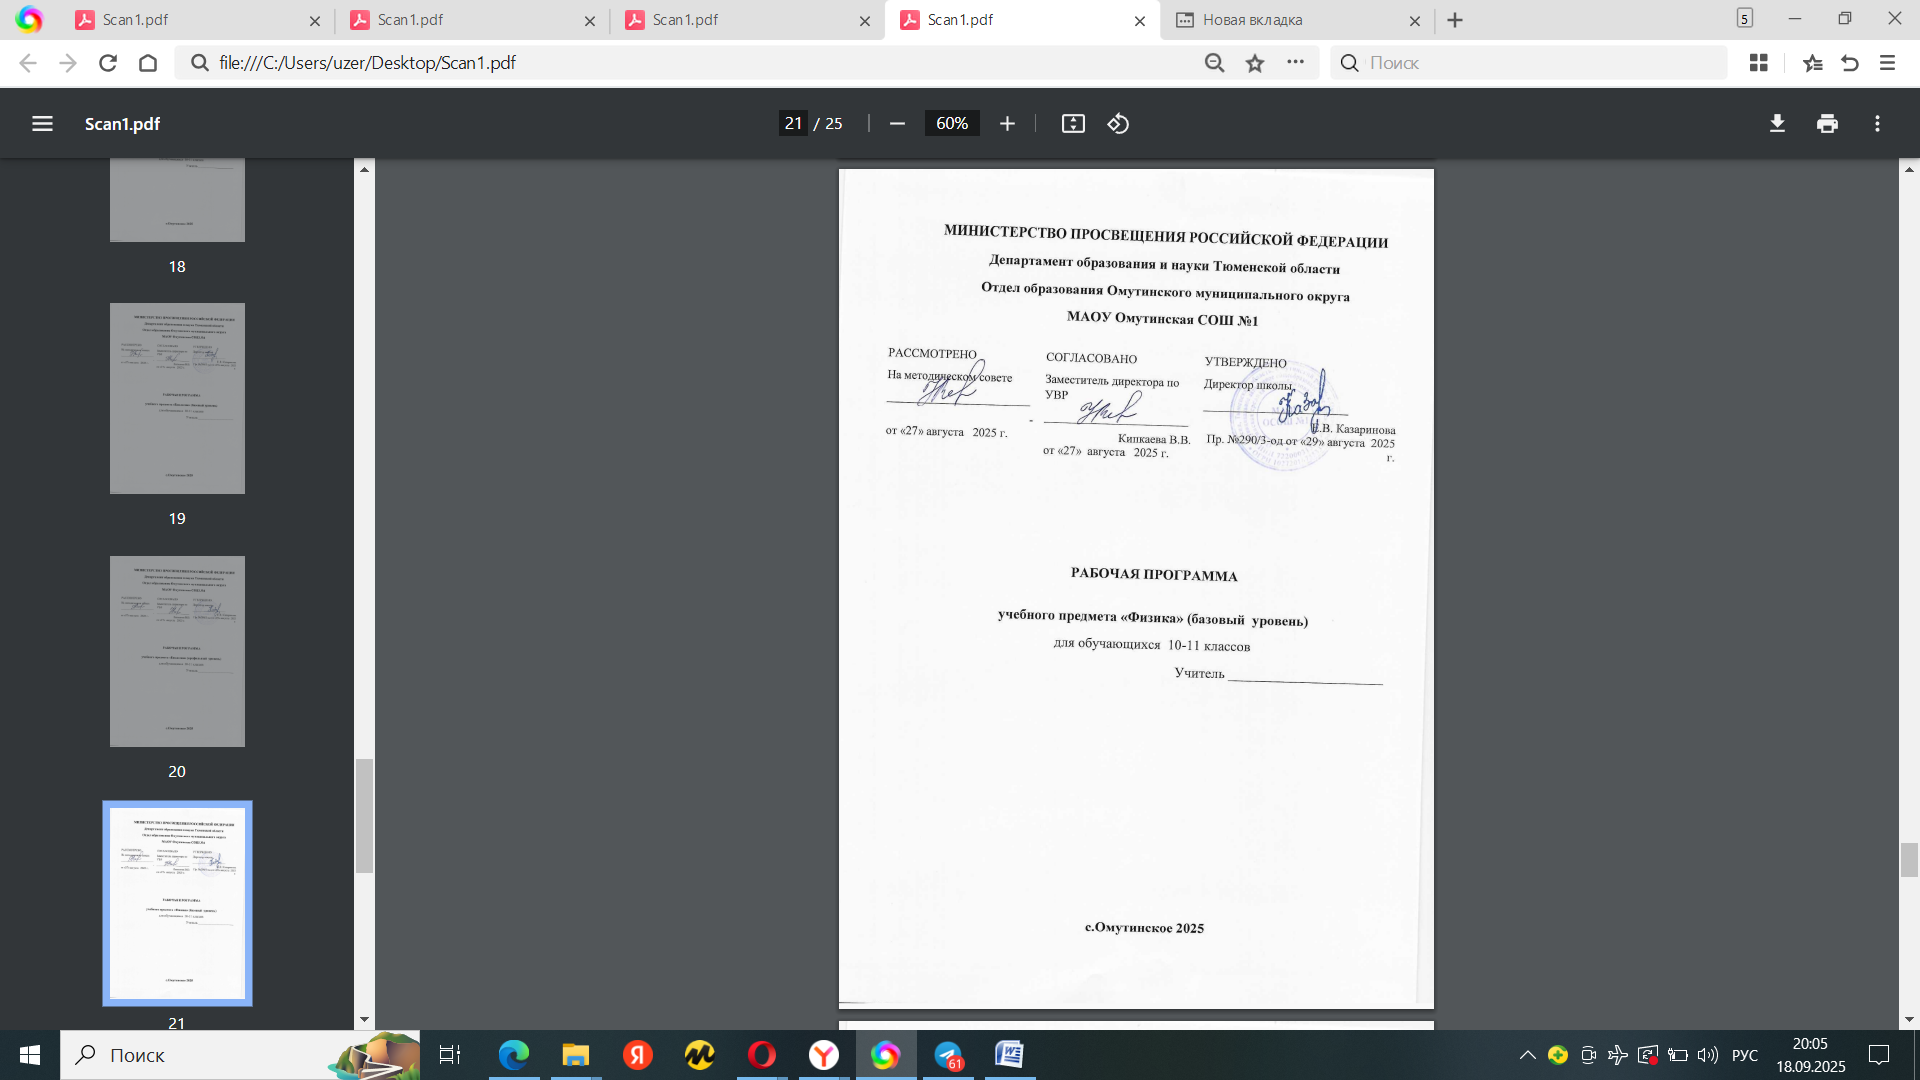 Scan1.pdf
Scan1.pdf
Scan1.pdf
Scan1.pdf
Новая вкладка
5
file:///C:/Users/uzer/Desktop/Scan1.pdf
Поиск
Scan1.pdf
21 / 25
60%
18
19
20
21
МИНИСТЕРСТВО ПРОСВЕЩЕНИЯ РОССИЙСКОЙ ФЕДЕРАЦИИ
Департамент образования и науки Тюменской области
Отдел образования Омутинского муниципального округа
МАОУ Омутинская СОШ №1
РАССМОТРЕНО
На методическом совете
от «27» августа 2025 г.
СОГЛАСОВАНО
Заместитель директора по
УВР
Кипкаева В.В.
от «27» августа 2025 г.
УТВЕРЖДЕНО
Директор школы
Е.В. Казаринова
Пр. №290/3-од от «29» августа 2025
г.
РАБОЧАЯ ПРОГРАММА
учебного предмета «Физика» (базовый уровень)
для обучающихся 10-11 классов
Учитель
с.Омутинское 2025
Поиск
61
РУС
20:05
18.09.2025